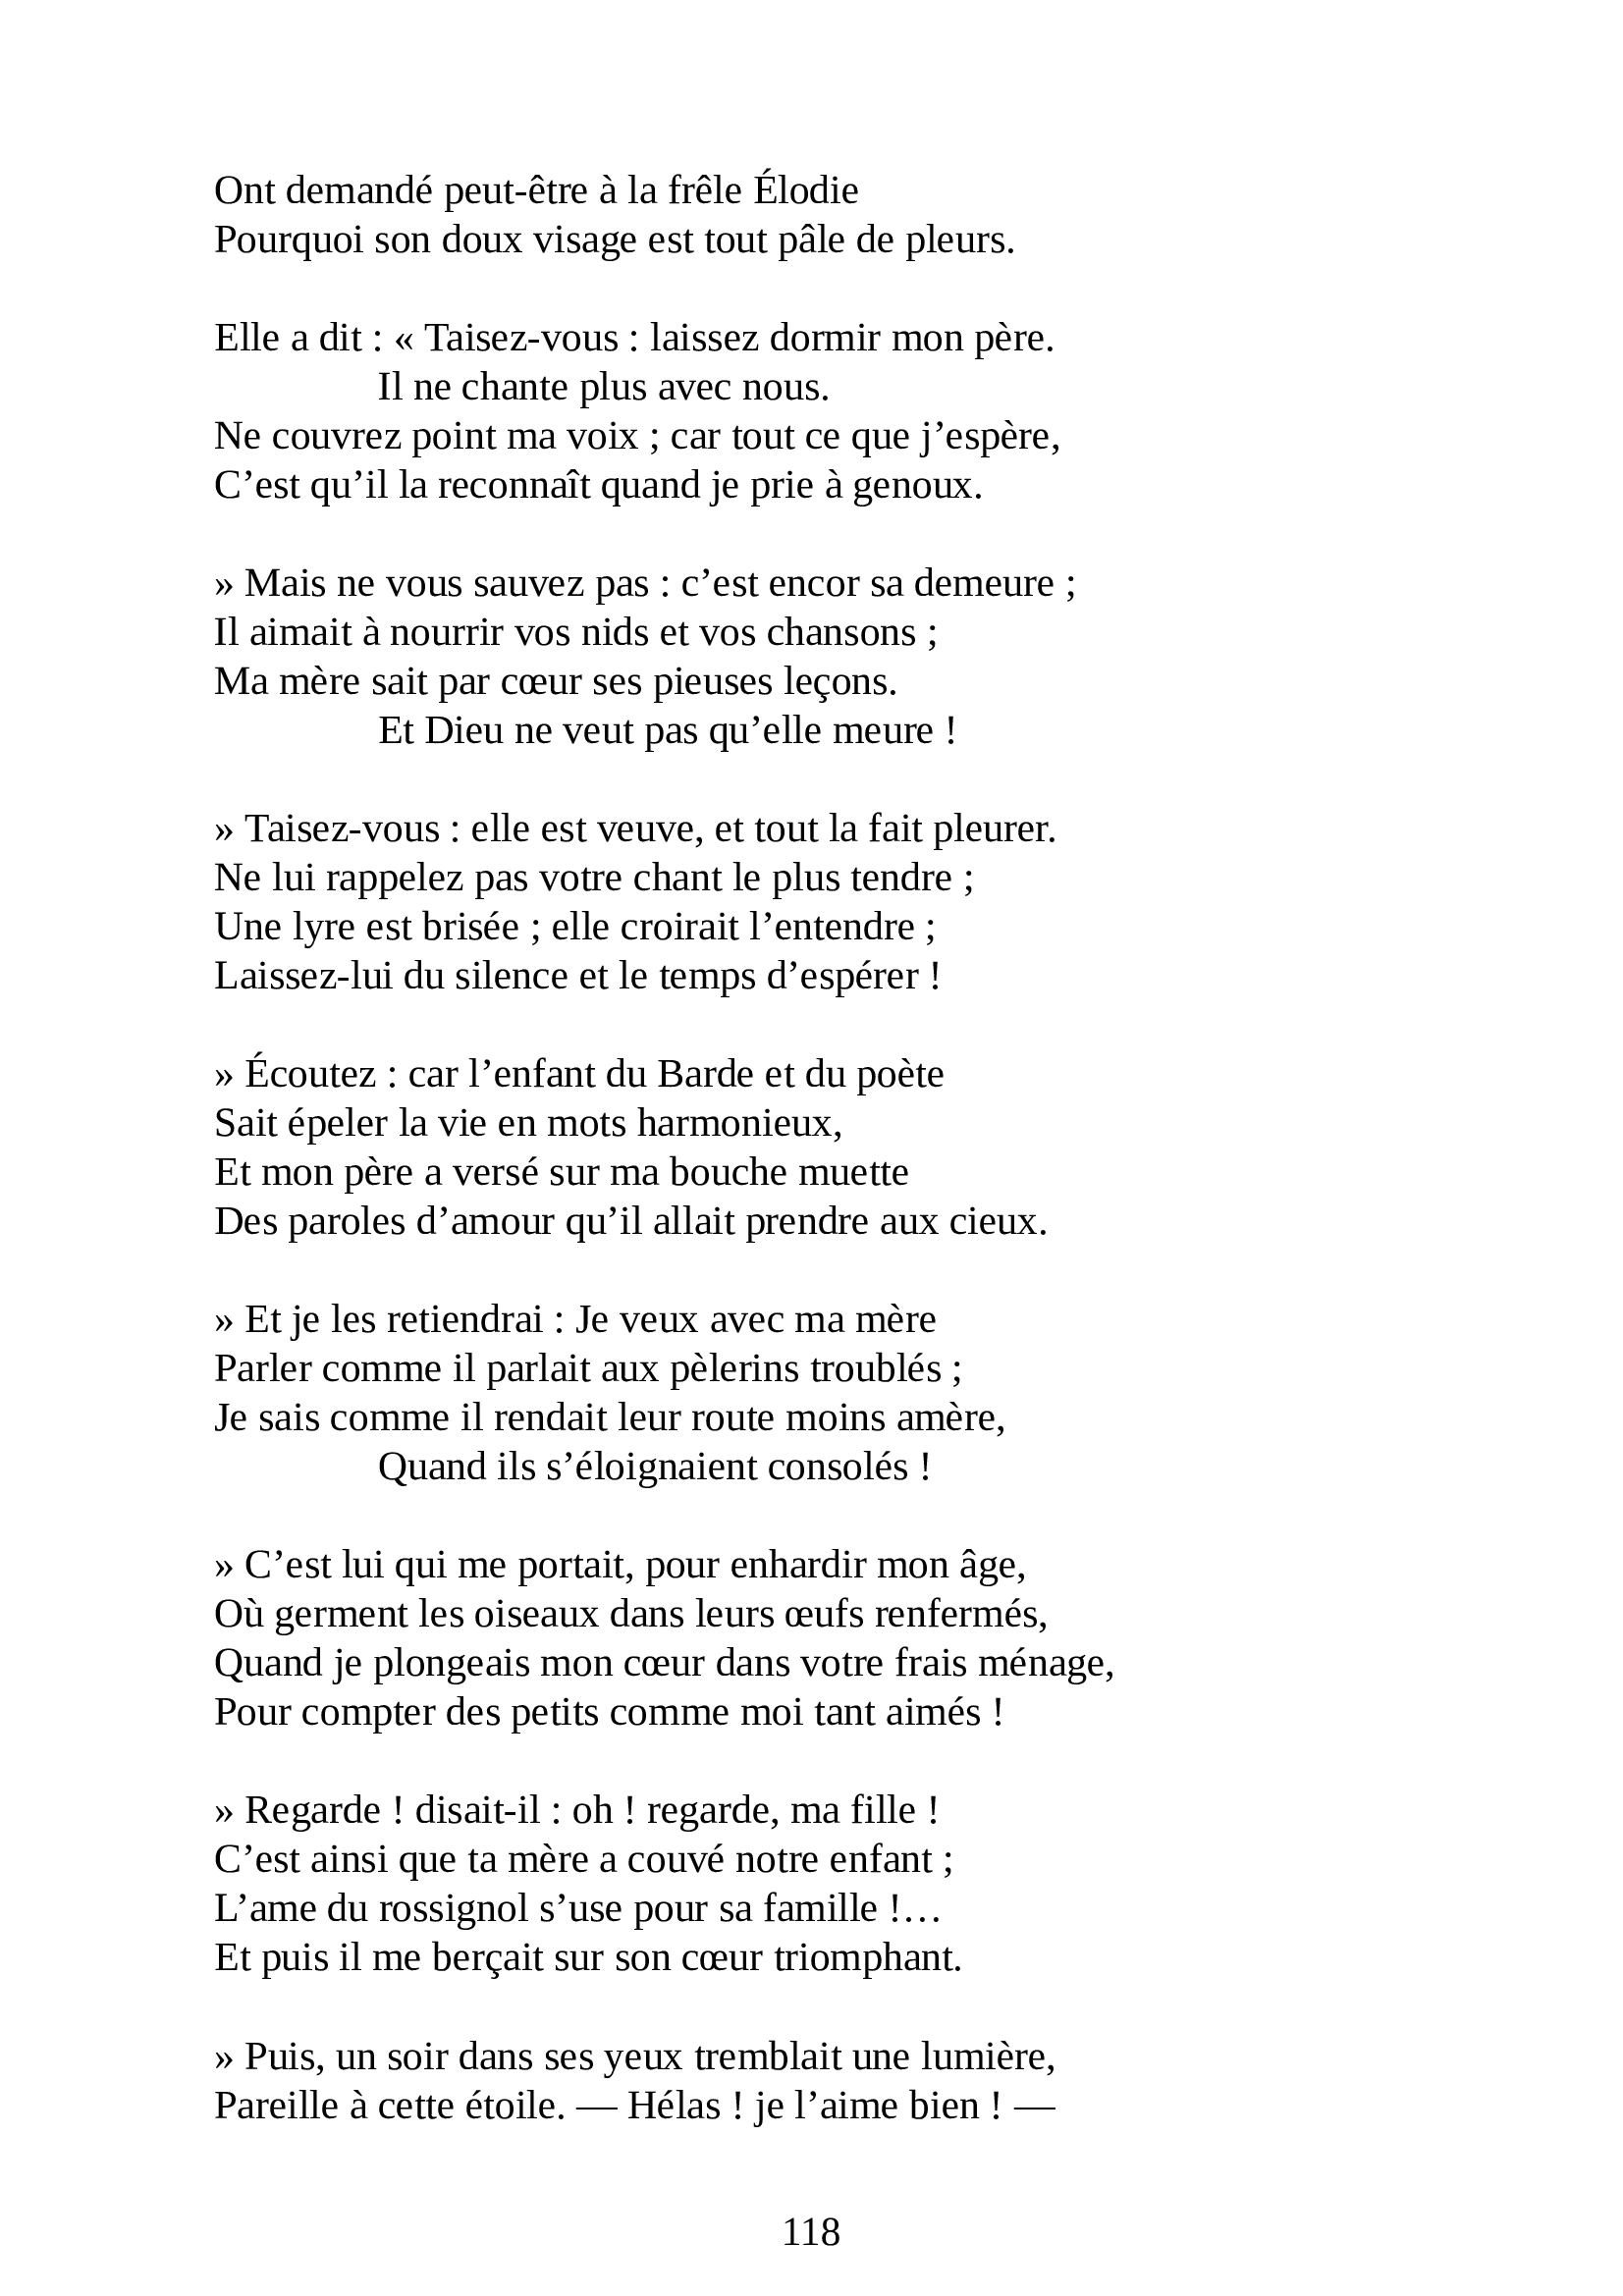 Ont demandé peut-être à la frêle Élodie
Pourquoi son doux visage est tout pâle de pleurs.
Elle a dit : « Taisez-vous : laissez dormir mon père.
Il ne chante plus avec nous.
Ne couvrez point ma voix ; car tout ce que j’espère,
C’est qu’il la reconnaît quand je prie à genoux.
» Mais ne vous sauvez pas : c’est encor sa demeure ;
Il aimait à nourrir vos nids et vos chansons ;
Ma mère sait par cœur ses pieuses leçons.
Et Dieu ne veut pas qu’elle meure !
» Taisez-vous : elle est veuve, et tout la fait pleurer.
Ne lui rappelez pas votre chant le plus tendre ;
Une lyre est brisée ; elle croirait l’entendre ;
Laissez-lui du silence et le temps d’espérer !
» Écoutez : car l’enfant du Barde et du poète
Sait épeler la vie en mots harmonieux,
Et mon père a versé sur ma bouche muette
Des paroles d’amour qu’il allait prendre aux cieux.
» Et je les retiendrai : Je veux avec ma mère
Parler comme il parlait aux pèlerins troublés ;
Je sais comme il rendait leur route moins amère,
Quand ils s’éloignaient consolés !
» C’est lui qui me portait, pour enhardir mon âge,
Où germent les oiseaux dans leurs œufs renfermés,
Quand je plongeais mon cœur dans votre frais ménage,
Pour compter des petits comme moi tant aimés !
» Regarde ! disait-il : oh ! regarde, ma fille !
C’est ainsi que ta mère a couvé notre enfant ;
L’ame du rossignol s’use pour sa famille !…
Et puis il me berçait sur son cœur triomphant.
» Puis, un soir dans ses yeux tremblait une lumière,
Pareille à cette étoile. — Hélas ! je l’aime bien ! —
118